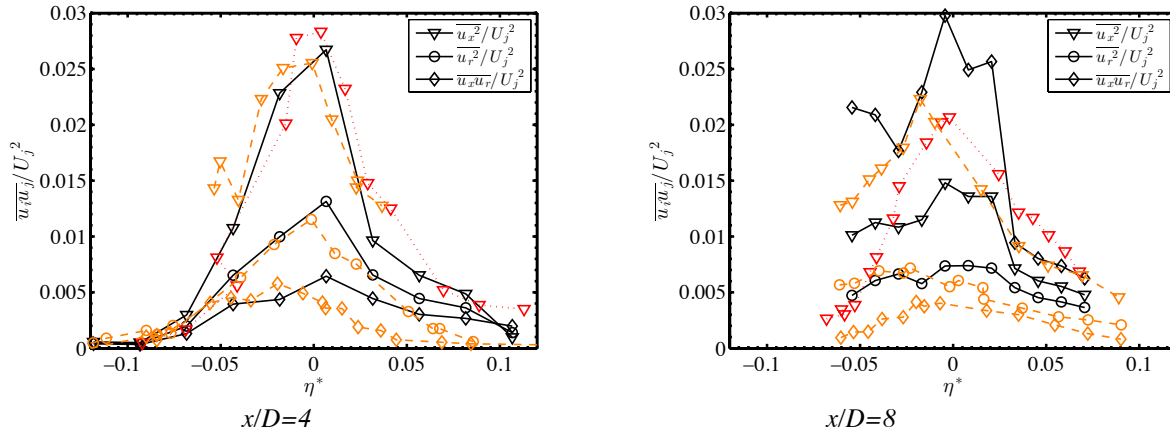 0.03
0.025
0.02
0.015
0.01
0.005
0
−0.1
−0.05
0
0.05
0.1
$\overline{u_i u_j}/U_j^2$
η*
$\overline{u_x^2}/U_j^2$
$\overline{u_r^2}/U_j^2$
$\overline{u_x u_r}/U_j^2$
x/D=4
0.03
0.025
0.02
0.015
0.01
0.005
0
−0.1
−0.05
0
0.05
0.1
$\overline{u_i u_j}/U_j^2$
η*
$\overline{u_x^2}/U_j^2$
$\overline{u_r^2}/U_j^2$
$\overline{u_x u_r}/U_j^2$
x/D=8